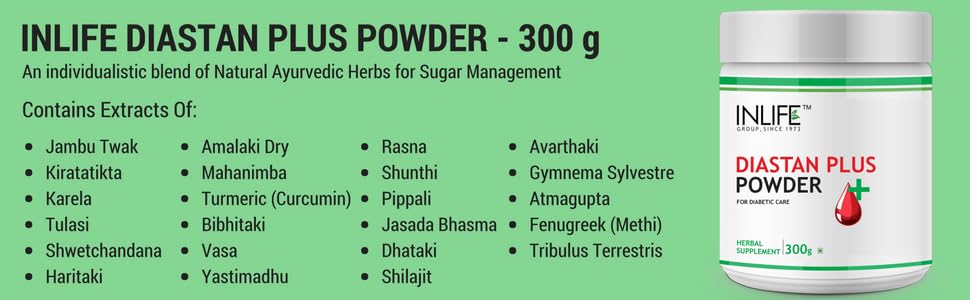 INLIFE DIASTAN PLUS POWDER - 300 g
An individualistic blend of Natural Ayurvedic Herbs for Sugar Management
Contains Extracts Of:
• Jambu Twak
• Kiratatikta
• Karela
• Tulasi
• Shwetchandana
• Haritaki
• Amalaki Dry
• Mahanimba
• Turmeric (Curcumin)
• Bibhitaki
• Vasa
• Yastimadhu
• Rasna
• Shunthi
• Pippali
• Jasada Bhasma
• Dhataki
• Shilajit
• Avarthaki
• Gymnema Sylvestre
• Atmagupta
• Fenugreek (Methi)
• Tribulus Terrestris
INLIFE™
GROUP, SINCE 1973
DIASTAN PLUS
POWDER
FOR DIABETIC CARE
HERBAL
SUPPLEMENT
300g